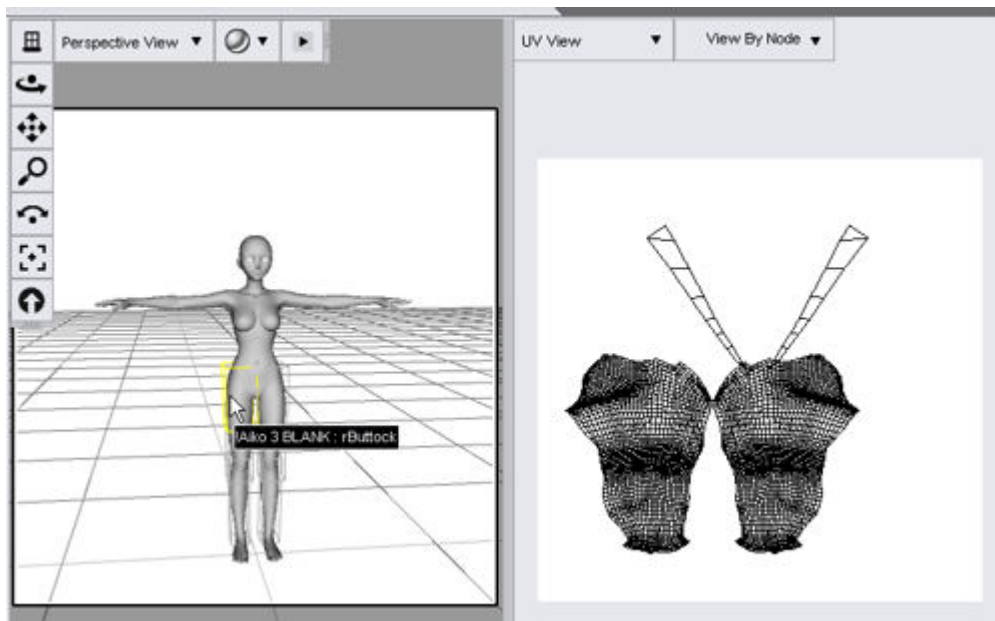 Perspective View
UV View
View By Node
!Aiko 3 BLANK : rButtock